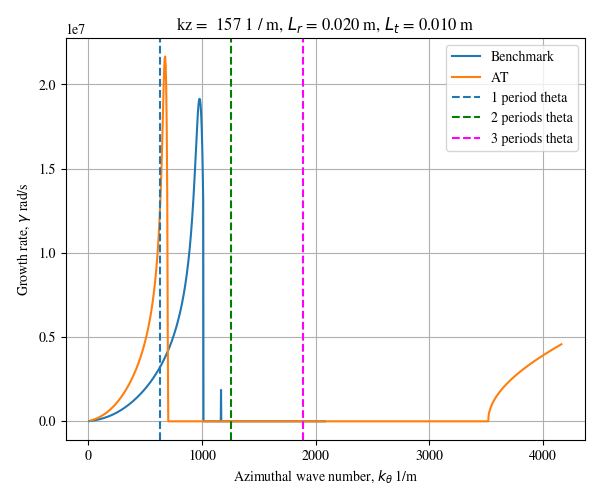 kz = 157 1 / m, $L_r$ = 0.020 m, $L_t$ = 0.010 m
1e7
Benchmark
AT
1 period theta
2 periods theta
3 periods theta
2.0
1.5
1.0
0.5
0.0
Growth rate, γ rad/s
0 1000 2000 3000 4000
Azimuthal wave number, $k_θ$ 1/m